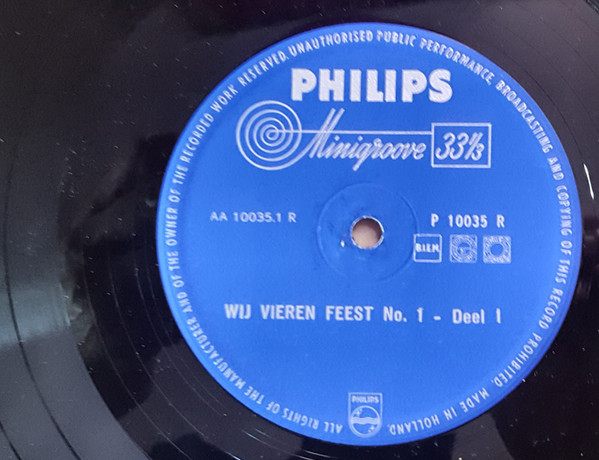 ALL RIGHTS OF THE MANUFACTURER AND OF THE OWNER OF THE RECORDED WORK RESERVED. UNAUTHORISED PUBLIC PERFORMANCE, BROADCASTING AND COPYING OF THIS RECORD PROHIBITED. MADE IN HOLLAND.
PHILIPS
Minigroove 33⅓
AA 10035.1 R
P 10035 R
B.I.E.M.
WIJ VIEREN FEEST No. 1 - Deel 1
PHILIPS